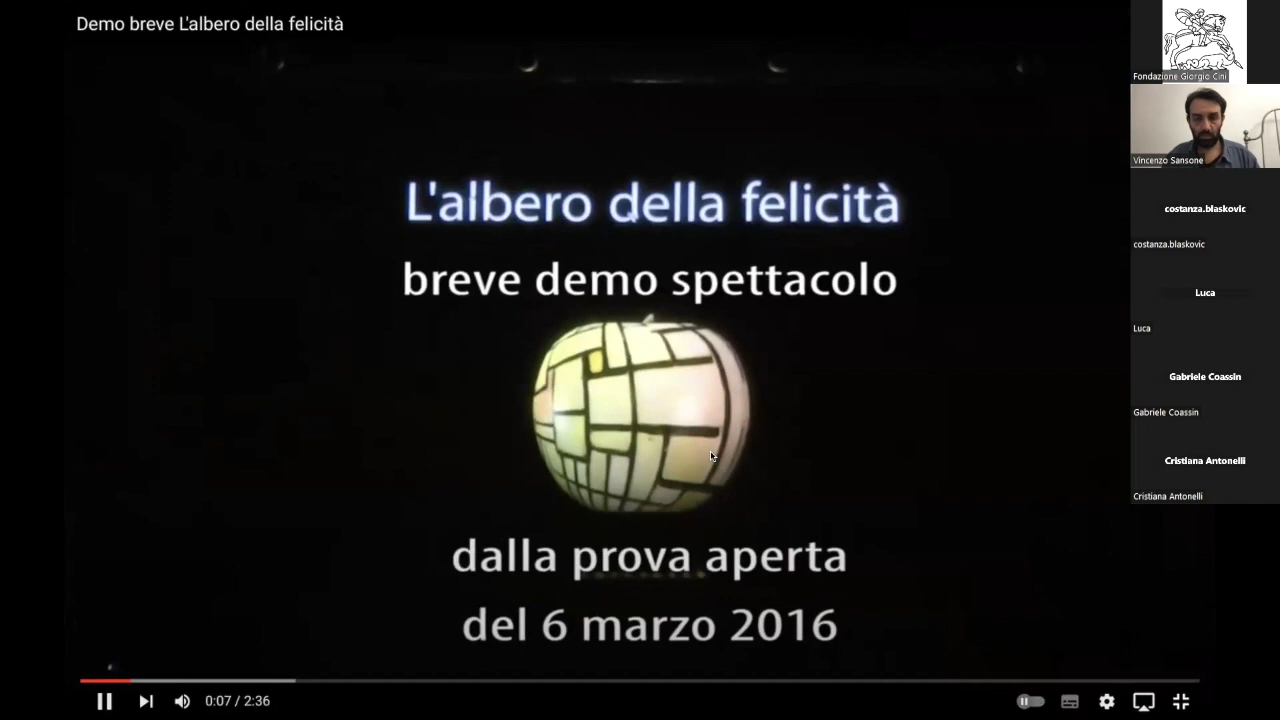 Demo breve L'albero della felicità
L'albero della felicità
breve demo spettacolo
dalla prova aperta
del 6 marzo 2016
0:07 / 2:36
Fondazione Giorgio Cini
Vincenzo Sansone
costanza.blaskovic
costanza.blaskovic
Luca
Luca
Gabriele Coassin
Gabriele Coassin
Cristiana Antonelli
Cristiana Antonelli